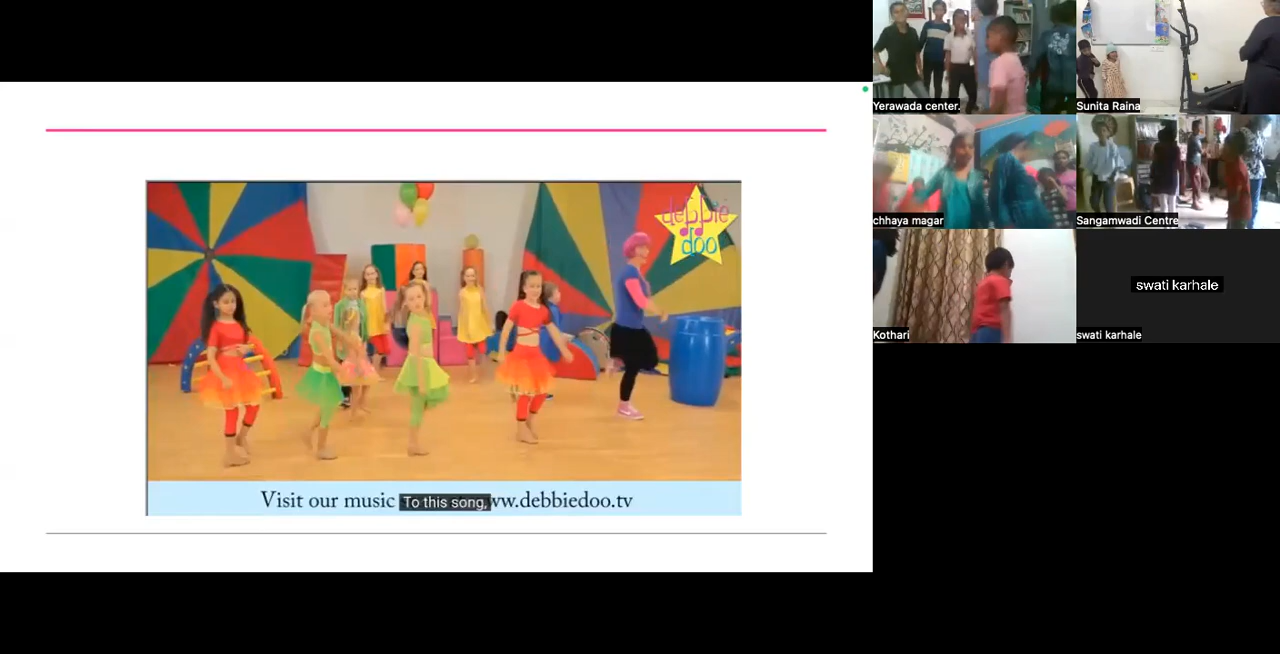 debbie
doo
Visit our music
To this song,
ww.debbiedoo.tv
Yerawada center.
Sunita Raina
chhaya magar
Sangamwadi Centre
Kothari
swati karhale
swati karhale